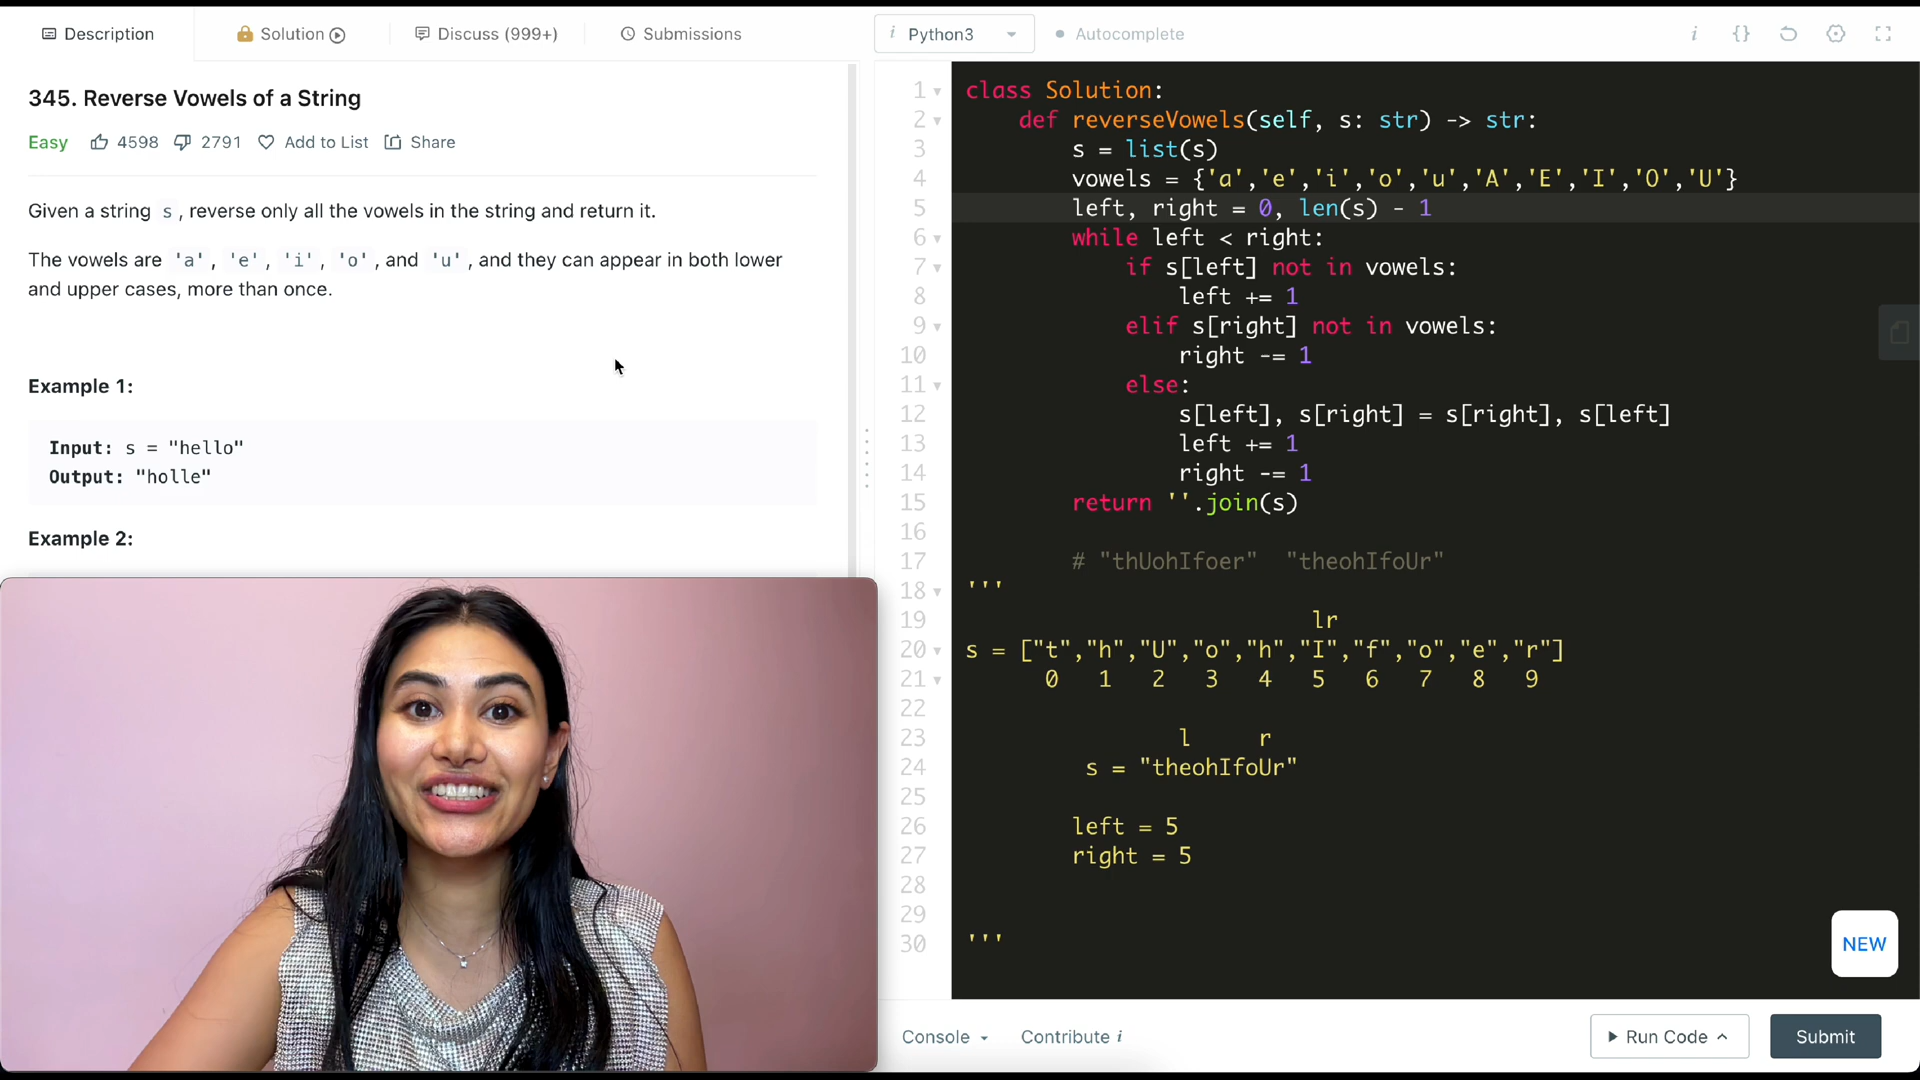 Description
Solution
Discuss (999+)
Submissions
345. Reverse Vowels of a String
Easy 4598 2791 Add to List Share
Given a string s, reverse only all the vowels in the string and return it.
The vowels are 'a', 'e', 'i', 'o', and 'u', and they can appear in both lower
and upper cases, more than once.
Example 1:
Input: s = "hello"
Output: "holle"
Example 2:
i Python3
Autocomplete
i {}
1 class Solution:
2 def reverseVowels(self, s: str) -> str:
3 s = list(s)
4 vowels = {'a','e','i','o','u','A','E','I','O','U'}
5 left, right = 0, len(s) - 1
6 while left < right:
7 if s[left] not in vowels:
8 left += 1
9 elif s[right] not in vowels:
10 right -= 1
11 else:
12 s[left], s[right] = s[right], s[left]
13 left += 1
14 right -= 1
15 return ''.join(s)
16
17 # "thUohIfoer" "theohIfoUr"
18 '''
19 lr
20 s = ["t","h","U","o","h","I","f","o","e","r"]
21 0 1 2 3 4 5 6 7 8 9
22
23 l r
24 s = "theohIfoUr"
25
26 left = 5
27 right = 5
28
29
30 '''
NEW
Console
Contribute i
Run Code
Submit